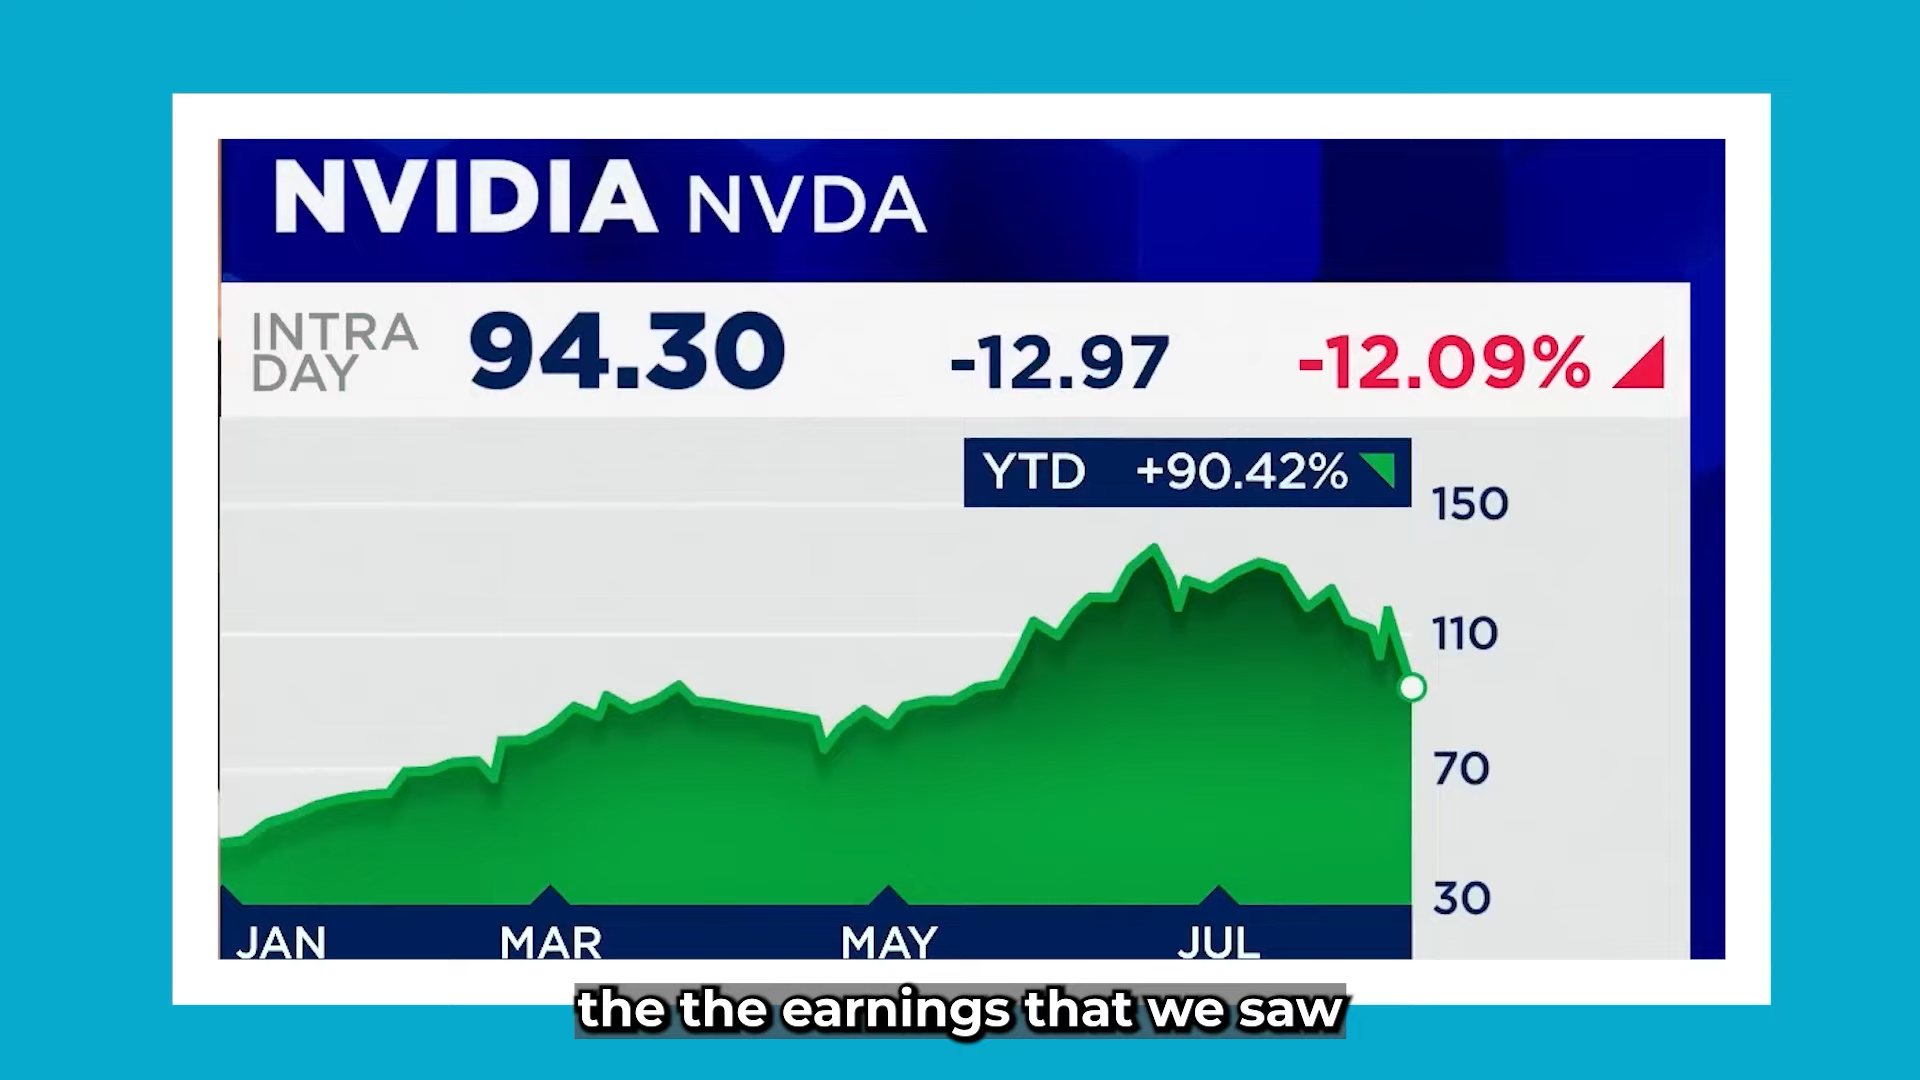 NVIDIA NVDA
INTRA
DAY
94.30
-12.97
-12.09%
YTD +90.42%
150
110
70
30
JAN MAR MAY JUL
the the earnings that we saw